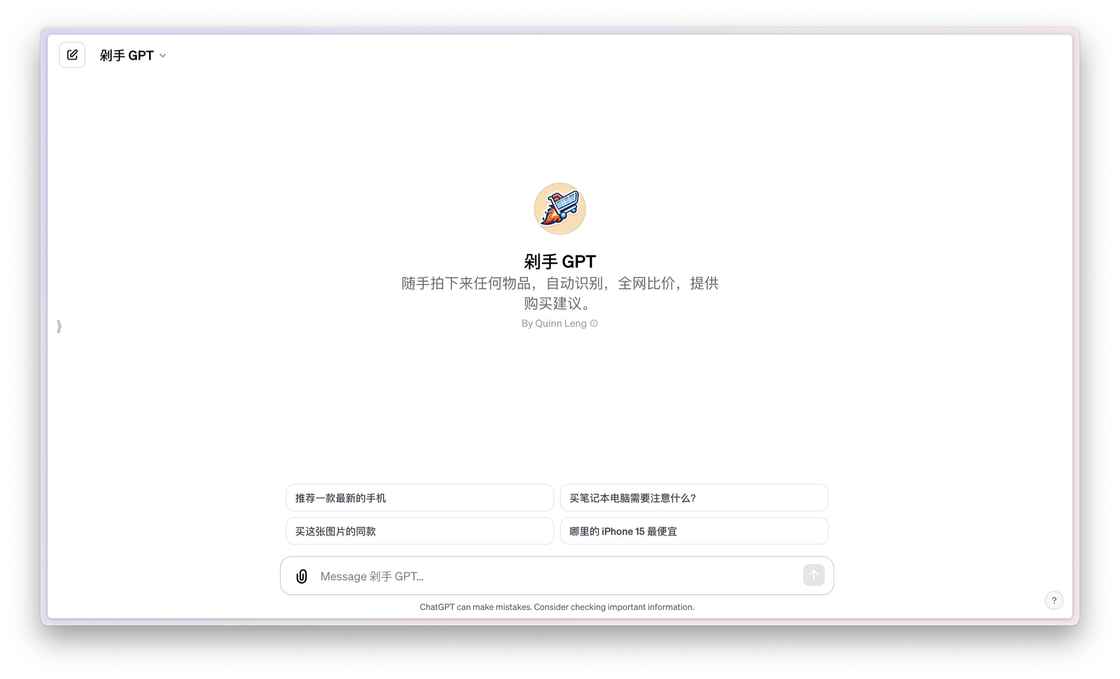 剁手 GPT
剁手 GPT
随手拍下来任何物品，自动识别，全网比价，提供
购买建议。
By Quinn Leng
推荐一款最新的手机
买笔记本电脑需要注意什么?
买这张图片的同款
哪里的 iPhone 15 最便宜
Message 剁手 GPT...
ChatGPT can make mistakes. Consider checking important information.
?